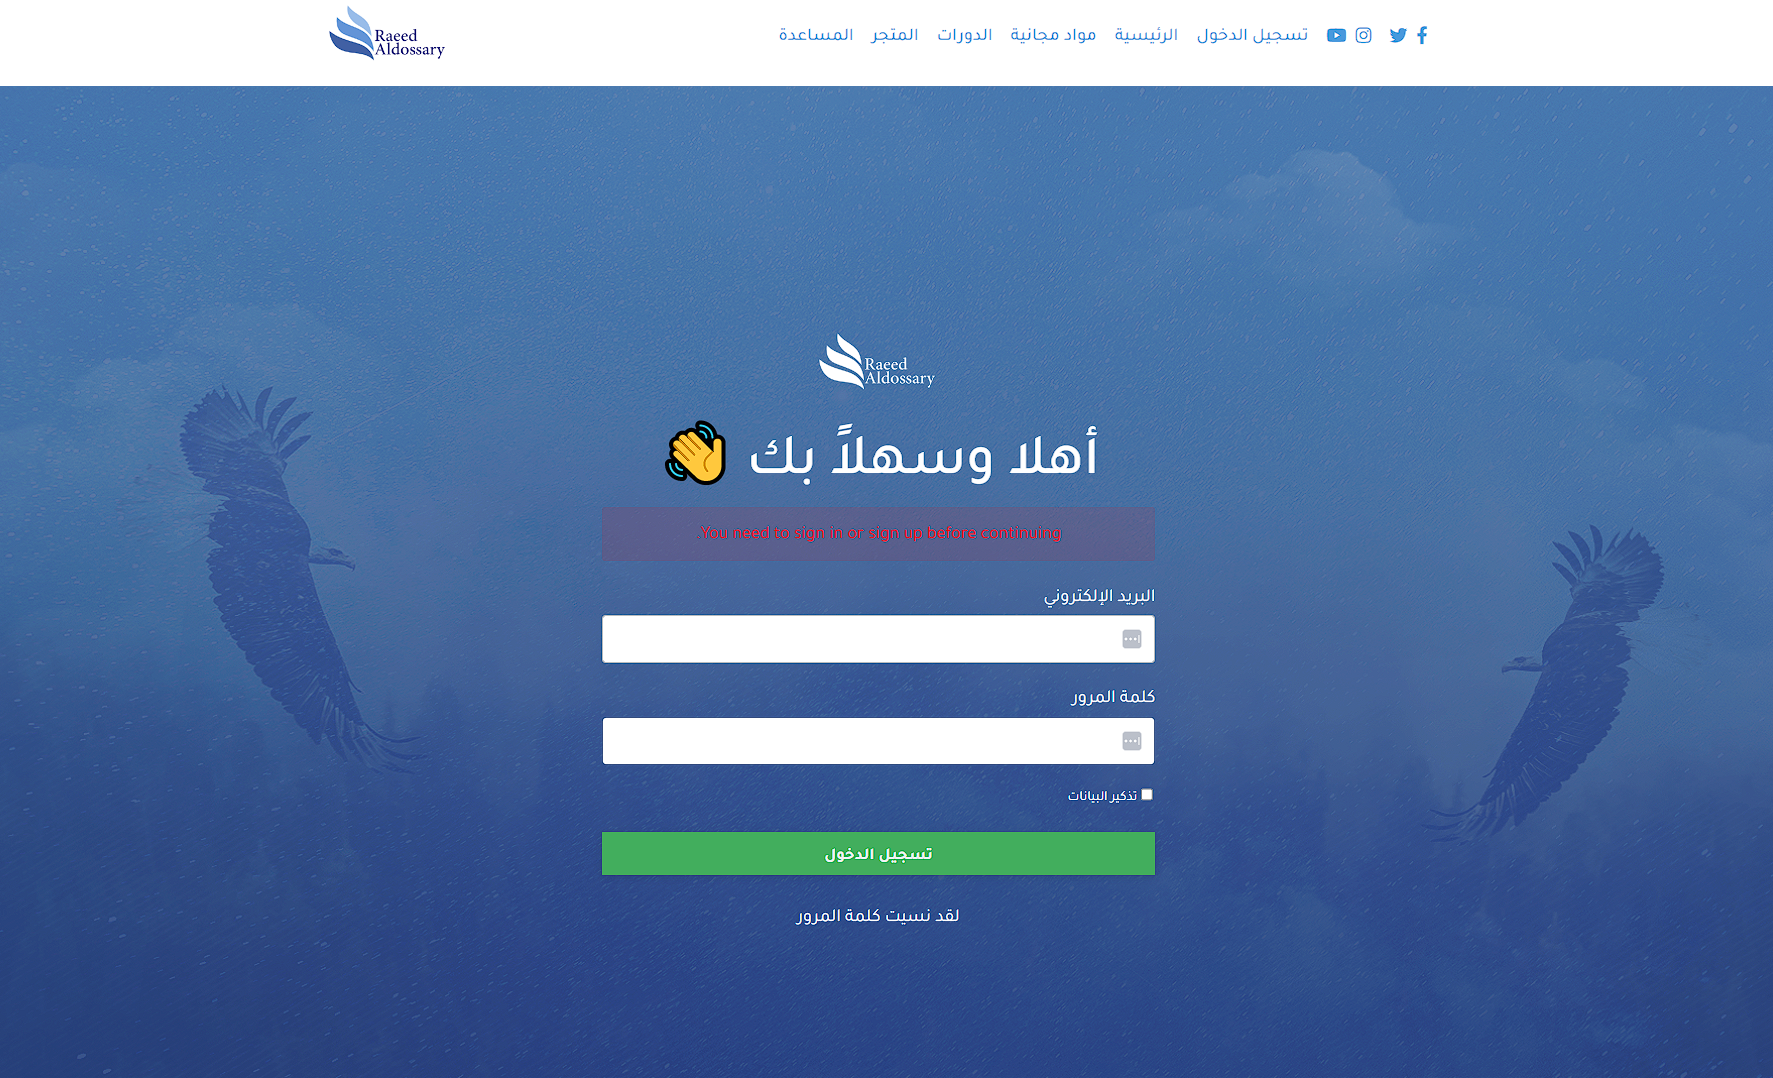 Raeed
Aldossary
تسجيل الدخول
الرئيسية
مواد مجانية
الدورات
المتجر
المساعدة
Raeed
Aldossary
أهلا وسهلاً بك 👋
.You need to sign in or sign up before continuing
البريد الإلكتروني
كلمة المرور
تذكير البيانات
تسجيل الدخول
لقد نسيت كلمة المرور